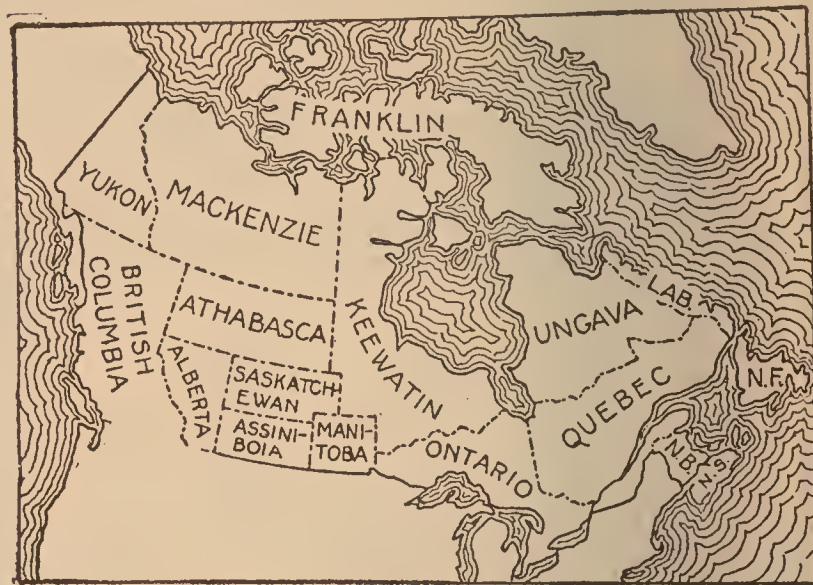 FRANKLIN
YUKON
MACKENZIE
BRITISH
COLUMBIA
ATHABASCA
KEEWATIN
UNGAVA
LAB'R
ALBERTA
SASKATCH-
EWAN
ASSINI-
BOIA
MANI-
TOBA
ONTARIO
QUEBEC
N.F.
N.B.
N.S.